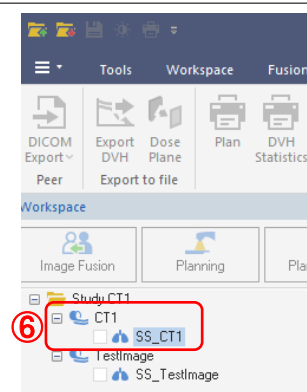 Tools Workspace Fusion
DICOM Export
Export DVH
Dose Plane
Plan
DVH Statistics
Peer
Export to file
Workspace
Image Fusion
Planning
Pla
Study CT1
⑥
CT1
SS_CT1
TestImage
SS_TestImage